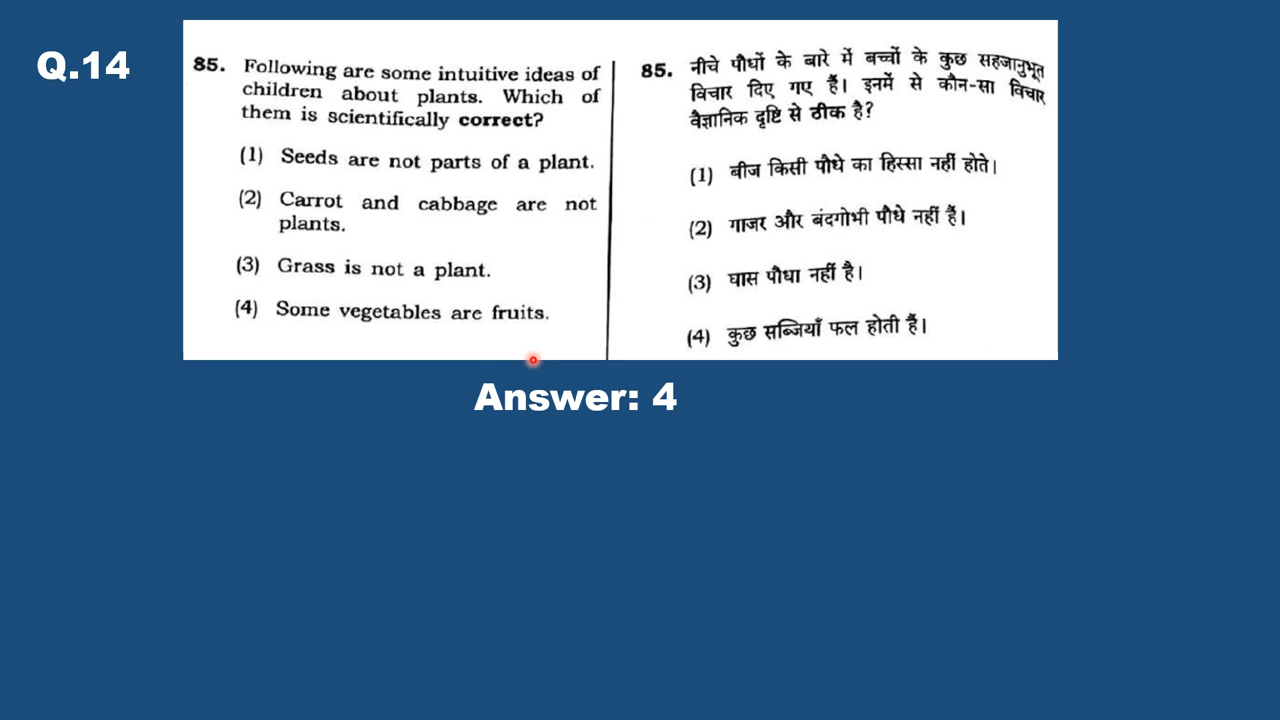 Q.14
85. Following are some intuitive ideas of
children about plants. Which of
them is scientifically correct?
(1) Seeds are not parts of a plant.
(2) Carrot and cabbage are not
plants.
(3) Grass is not a plant.
(4) Some vegetables are fruits.
85. नीचे पौधों के बारे में बच्चों के कुछ सहजानुभूत
विचार दिए गए हैं। इनमें से कौन-सा विचार
वैज्ञानिक दृष्टि से ठीक है?
(1) बीज किसी पौधे का हिस्सा नहीं होते।
(2) गाजर और बंदगोभी पौधे नहीं हैं।
(3) घास पौधा नहीं है।
(4) कुछ सब्जियाँ फल होती हैं।
Answer: 4